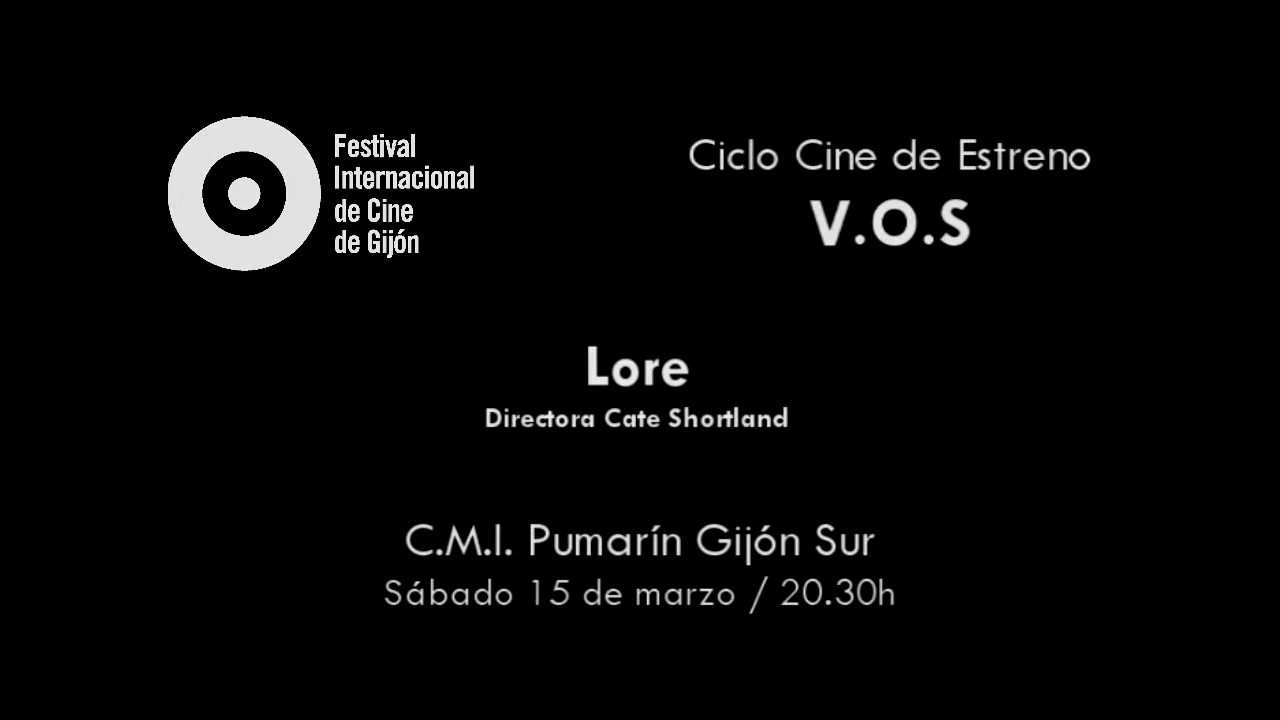 Festival
Internacional
de Cine
de Gijón
Ciclo Cine de Estreno
V.O.S
Lore
Directora Cate Shortland
C.M.I. Pumarín Gijón Sur
Sábado 15 de marzo / 20.30h